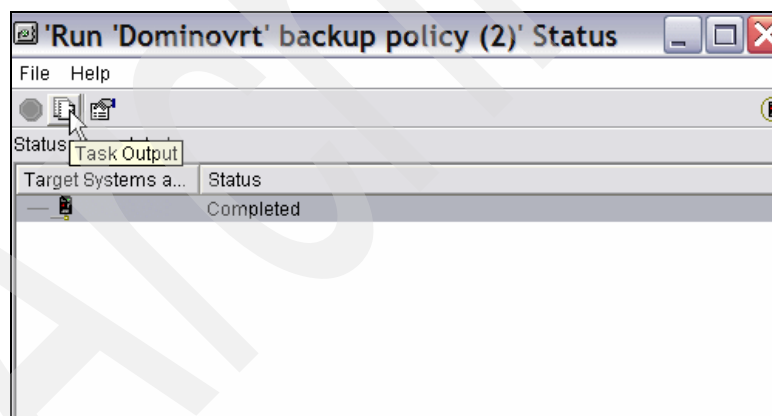 'Run 'Dominovrt' backup policy (2)' Status
File Help
Status
Task Output
Target Systems a... Status
Completed